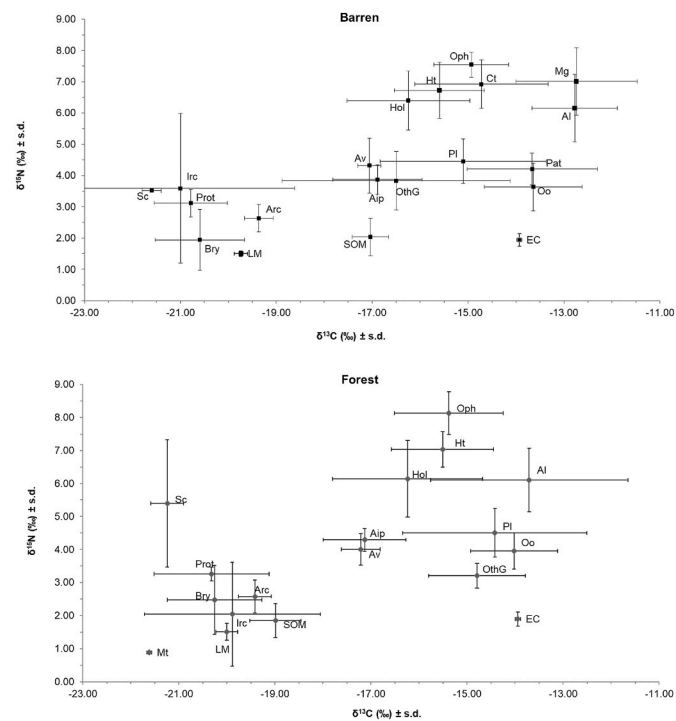 Barren
9.00
8.00
7.00
6.00
5.00
4.00
3.00
2.00
1.00
0.00
δ15N (‰) ± s.d.
Oph
Ht
Ct
Mg
Hol
Al
Av
Pl
Pat
Aip
OthG
Oo
Irc
Sc
Prot
Arc
Bry
LM
SOM
EC
-23.00 -21.00 -19.00 -17.00 -15.00 -13.00 -11.00
δ13C (‰) ± s.d.
Forest
9.00
8.00
7.00
6.00
5.00
4.00
3.00
2.00
1.00
0.00
δ15N (‰) ± s.d.
Oph
Ht
Hol
Al
Sc
Aip
Av
Pl
Oo
OthG
Prot
Bry
Arc
Irc
SOM
LM
Mt
EC
-23.00 -21.00 -19.00 -17.00 -15.00 -13.00 -11.00
δ13C (‰) ± s.d.